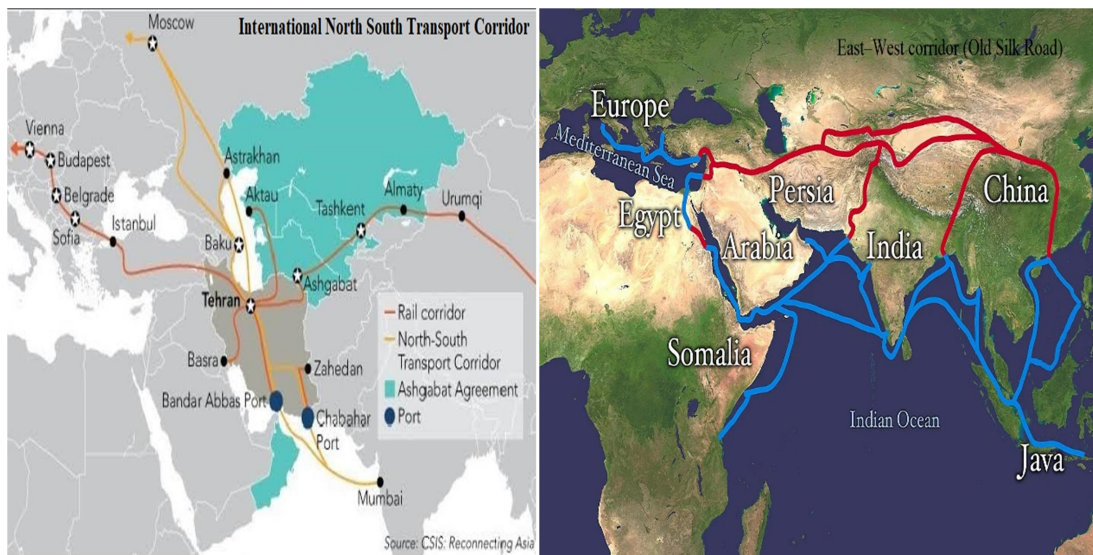 International North South Transport Corridor
Moscow
Vienna
Budapest
Belgrade
Sofia
Istanbul
Astrakhan
Aktau
Almaty
Urumqi
Tashkent
Baku
Ashgabat
Tehran
Basra
Zahedan
Bandar Abbas Port
Chabahar
Port
Mumbai
Rail corridor
North-South
Transport Corridor
Ashgabat Agreement
Port
Source: CSIS: Reconnecting Asia
East–West corridor (Old Silk Road)
Europe
Mediterranean Sea
Egypt
Persia
China
Arabia
India
Somalia
Indian Ocean
Java